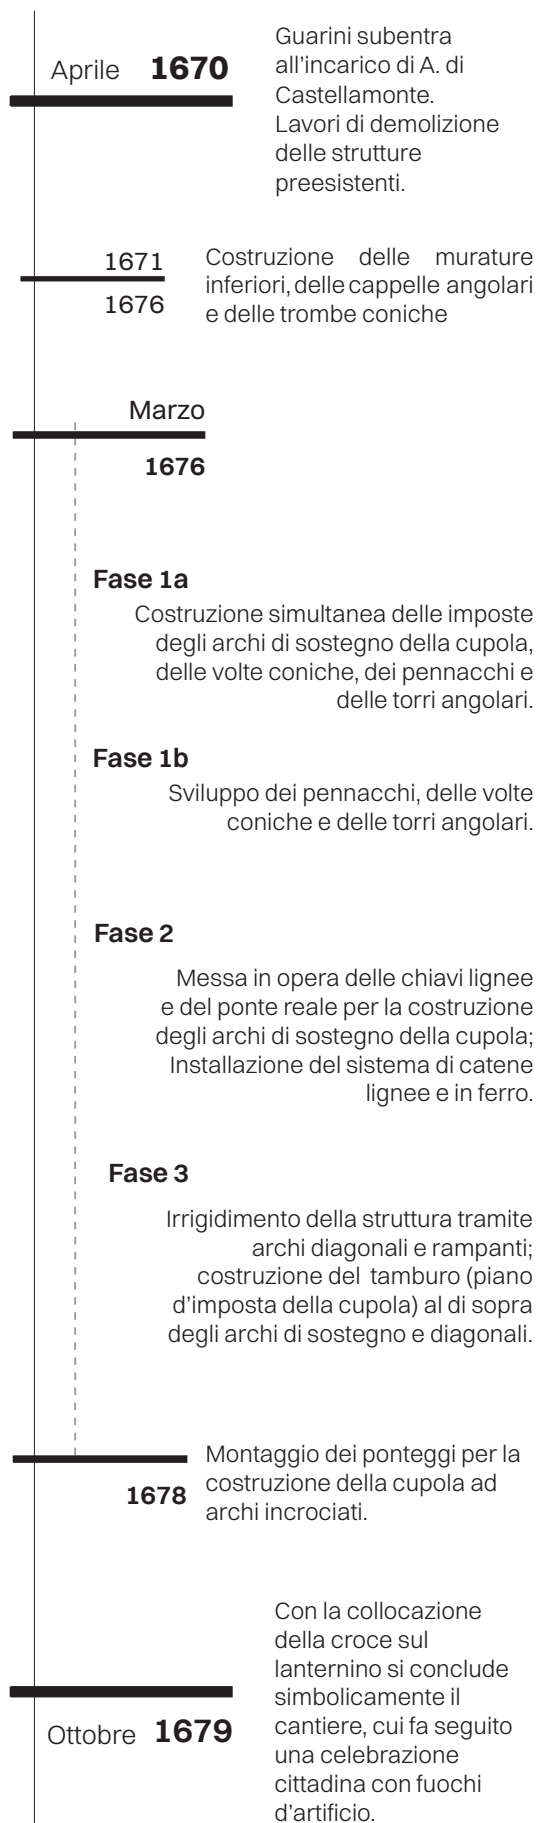 Aprile 1670
Guarini subentra
all'incarico di A. di
Castellamonte.
Lavori di demolizione
delle strutture
preesistenti.
1671
1676
Costruzione delle murature
inferiori, delle cappelle angolari
e delle trombe coniche
Marzo
1676
Fase 1a
Costruzione simultanea delle imposte
degli archi di sostegno della cupola,
delle volte coniche, dei pennacchi e
delle torri angolari.
Fase 1b
Sviluppo dei pennacchi, delle volte
coniche e delle torri angolari.
Fase 2
Messa in opera delle chiavi lignee
e del ponte reale per la costruzione
degli archi di sostegno della cupola;
Installazione del sistema di catene
lignee e in ferro.
Fase 3
Irrigidimento della struttura tramite
archi diagonali e rampanti;
costruzione del tamburo (piano
d'imposta della cupola) al di sopra
degli archi di sostegno e diagonali.
1678
Montaggio dei ponteggi per la
costruzione della cupola ad
archi incrociati.
Ottobre 1679
Con la collocazione
della croce sul
lanternino si conclude
simbolicamente il
cantiere, cui fa seguito
una celebrazione
cittadina con fuochi
d'artificio.